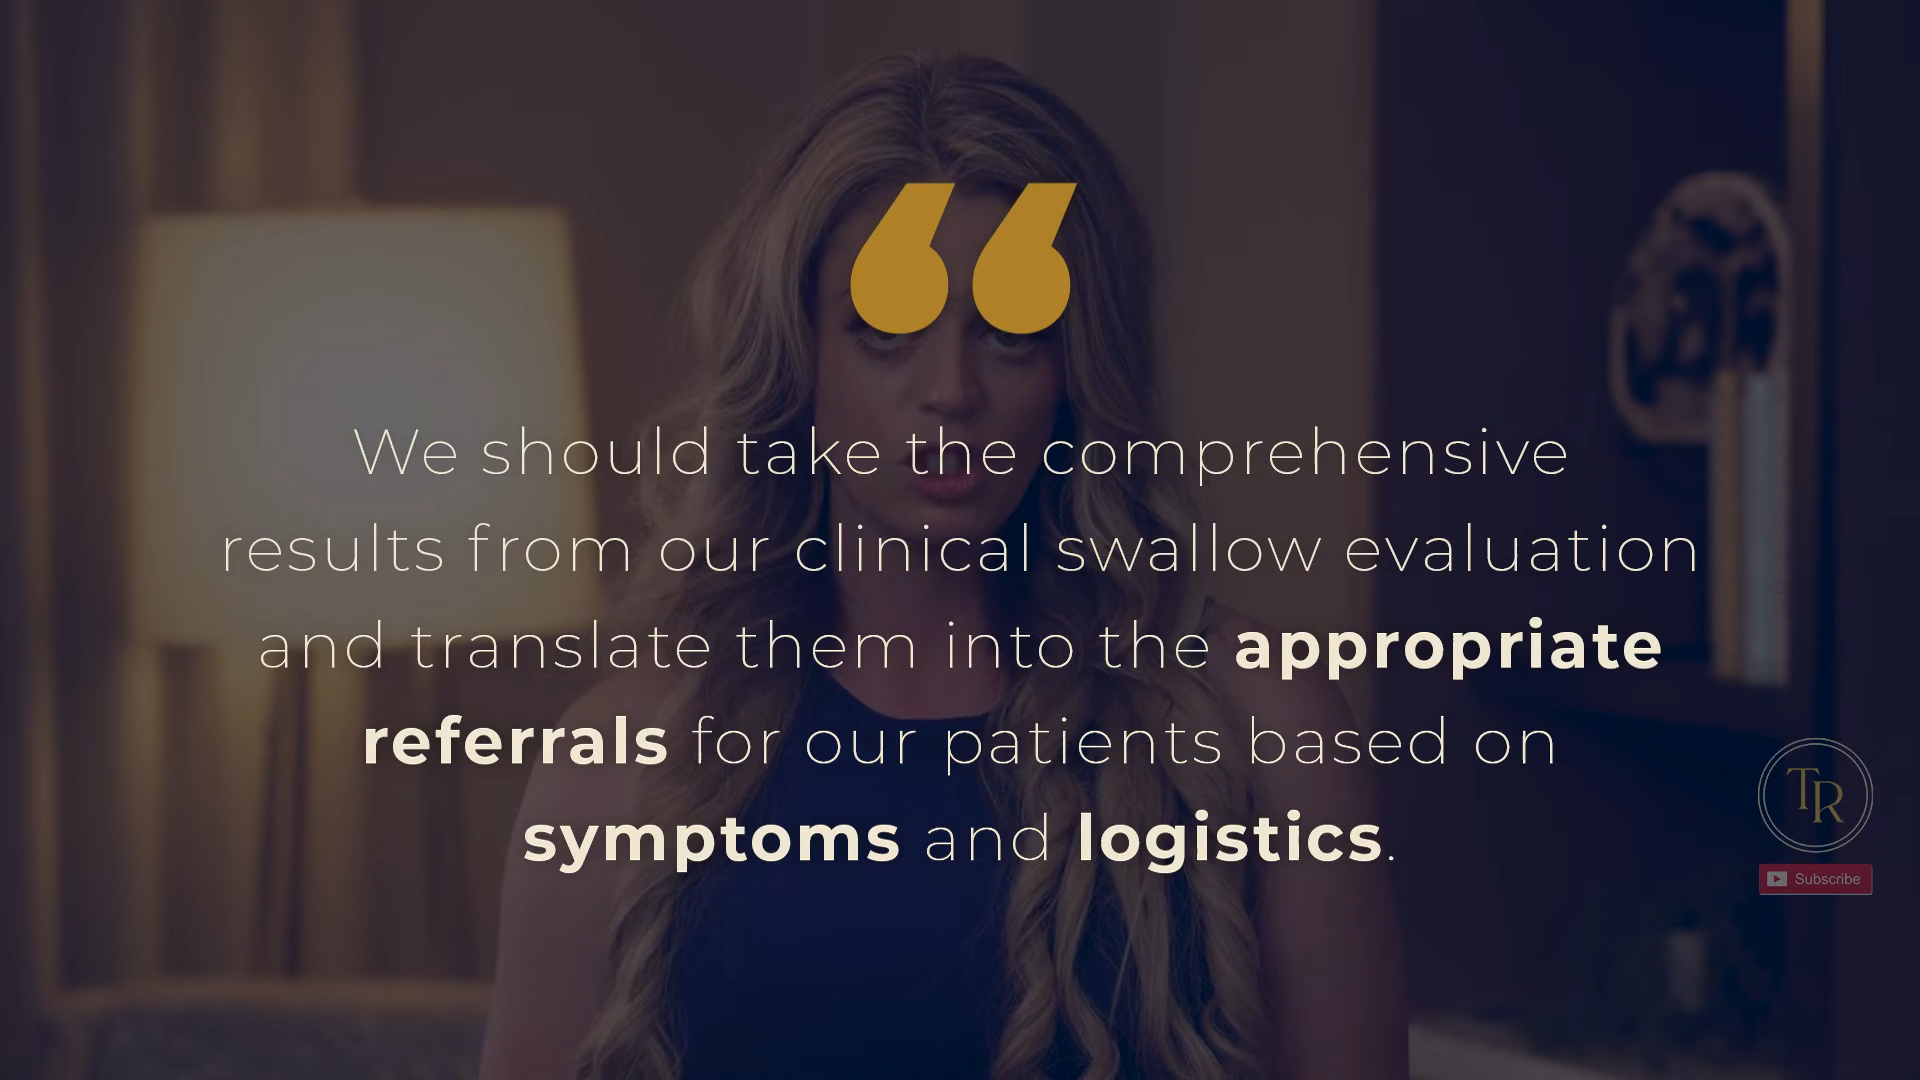 We should take the comprehensive
results from our clinical swallow evaluation
and translate them into the appropriate
referrals for our patients based on
symptoms and logistics.
TR
Subscribe